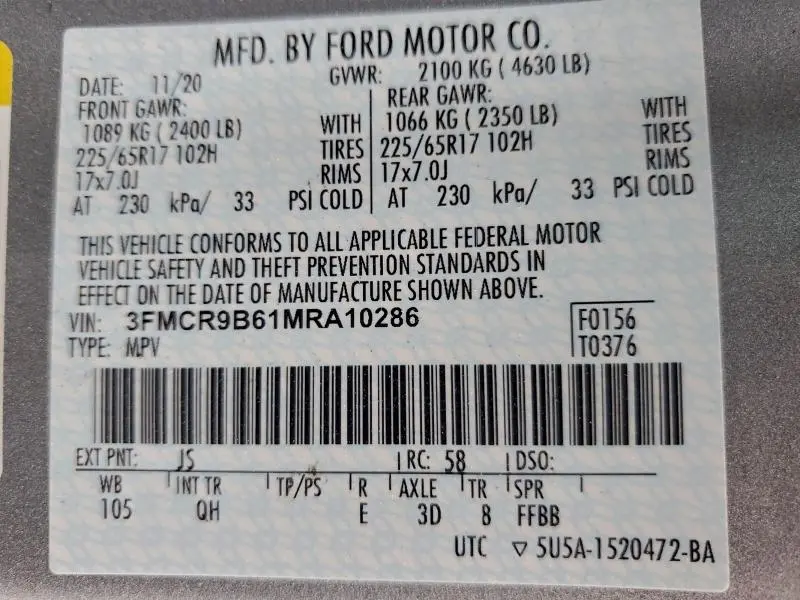 MFD. BY FORD MOTOR CO.
DATE: 11/20 GVWR: 2100 KG ( 4630 LB)
FRONT GAWR: REAR GAWR:
1089 KG ( 2400 LB) WITH 1066 KG ( 2350 LB) WITH
225/65R17 102H TIRES 225/65R17 102H TIRES
17x7.0J RIMS 17x7.0J RIMS
AT 230 kPa/ 33 PSI COLD AT 230 kPa/ 33 PSI COLD
THIS VEHICLE CONFORMS TO ALL APPLICABLE FEDERAL MOTOR
VEHICLE SAFETY AND THEFT PREVENTION STANDARDS IN
EFFECT ON THE DATE OF MANUFACTURE SHOWN ABOVE.
VIN: 3FMCR9B61MRA10286 F0156
TYPE: MPV T0376
EXT PNT: JS RC: 58 DSO:
WB INT TR TP/PS R AXLE TR SPR
105 QH E 3D 8 FFBB
UTC ▽ 5U5A-1520472-BA